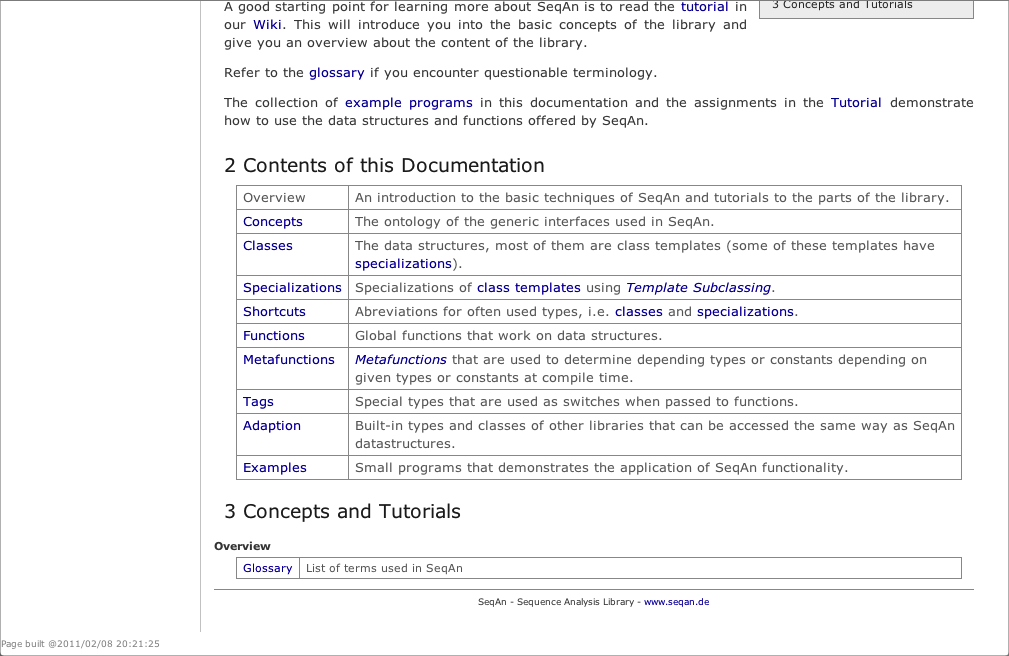 A good starting point for learning more about SeqAn is to read the tutorial in
our Wiki. This will introduce you into the basic concepts of the library and
give you an overview about the content of the library.
3 Concepts and Tutorials
Refer to the glossary if you encounter questionable terminology.
The collection of example programs in this documentation and the assignments in the Tutorial demonstrate
how to use the data structures and functions offered by SeqAn.
2 Contents of this Documentation
Overview An introduction to the basic techniques of SeqAn and tutorials to the parts of the library.
Concepts The ontology of the generic interfaces used in SeqAn.
Classes The data structures, most of them are class templates (some of these templates have
specializations).
Specializations Specializations of class templates using Template Subclassing.
Shortcuts Abreviations for often used types, i.e. classes and specializations.
Functions Global functions that work on data structures.
Metafunctions Metafunctions that are used to determine depending types or constants depending on
given types or constants at compile time.
Tags Special types that are used as switches when passed to functions.
Adaption Built-in types and classes of other libraries that can be accessed the same way as SeqAn
datastructures.
Examples Small programs that demonstrates the application of SeqAn functionality.
3 Concepts and Tutorials
Overview
Glossary List of terms used in SeqAn
SeqAn - Sequence Analysis Library - www.seqan.de
Page built @2011/02/08 20:21:25